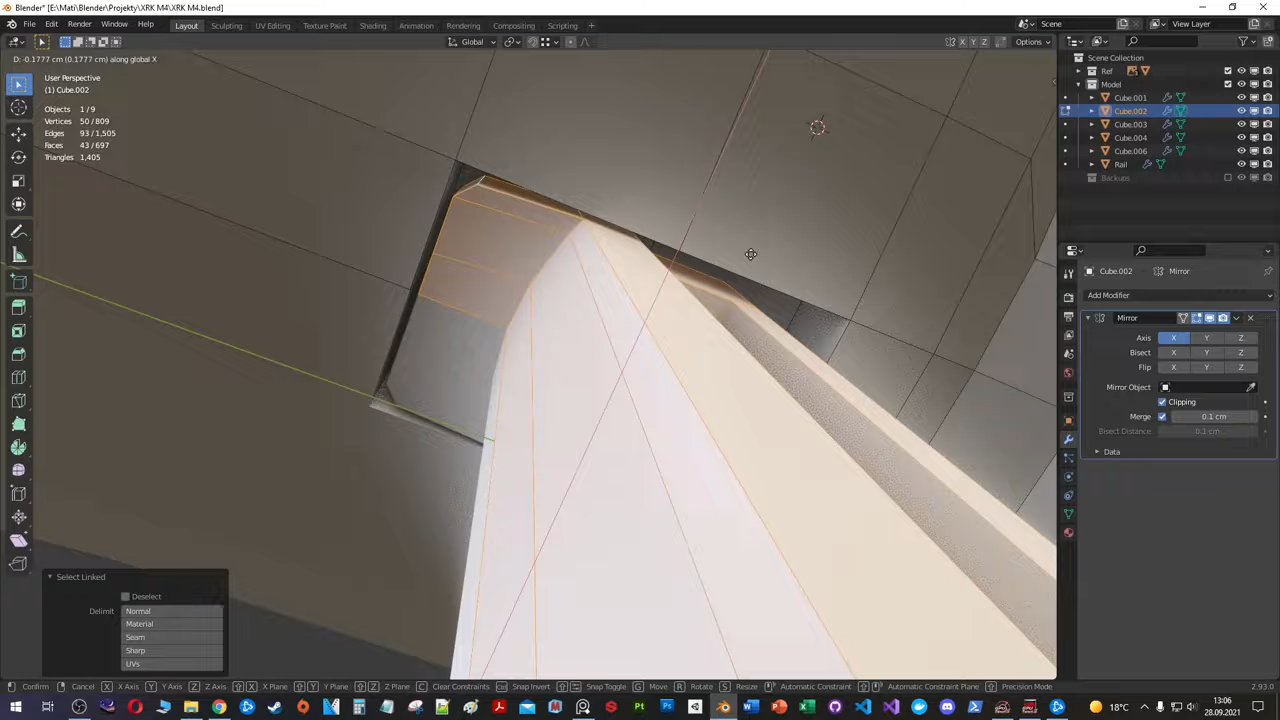 Blender* [E:\Mati\Blender\Projekty\XRK M4\XRK M4.blend]
File Edit Render Window Help Layout Sculpting UV Editing Texture Paint Shading Animation Rendering Compositing Scripting Scene View Layer
Global X Y Z Options
D: -0.1777 cm (0.1777 cm) along global X
User Perspective
(1) Cube.002
Objects 1/9
Vertices 50/809
Edges 93/1,505
Faces 43/697
Triangles 1,405
Scene Collection
Ref
Model
Cube.001
Cube.002
Cube.003
Cube.004
Cube.006
Rail
Backups
Cube.002 Mirror
Add Modifier
Mirror
Axis X Y Z
Bisect X Y Z
Flip X Y Z
Mirror Object
Clipping
Merge 0.1 cm
Bisect Distance 0.1 cm
Data
Select Linked
Deselect
Delimit Normal
Material
Seam
Sharp
UVs
Confirm Cancel X X Axis Y Y Axis Z Z Axis X X Plane Y Y Plane Z Z Plane C Clear Constraints Snap Invert Snap Toggle G Move R Rotate S Resize Automatic Constraint Automatic Constraint Plane Precision Mode 2.93.0
18°C
13:06
28.09.2021